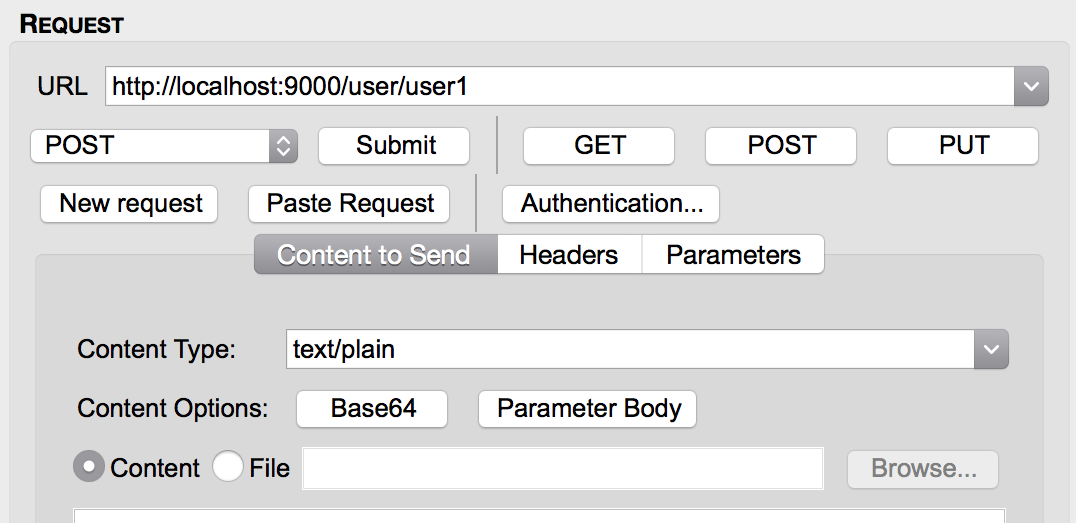 REQUEST
URL http://localhost:9000/user/user1
POST Submit GET POST PUT
New request Paste Request Authentication...
Content to Send Headers Parameters
Content Type: text/plain
Content Options: Base64 Parameter Body
Content File Browse...